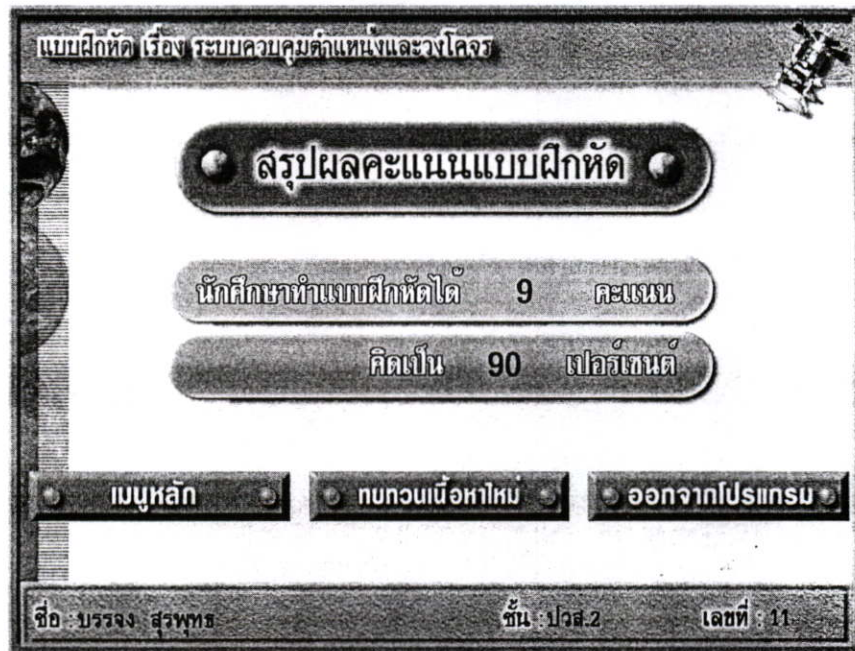 แบบฝึกหัด เรื่อง ระบบควบคุมตำแหน่งและวงโคจร
สรุปผลคะแนนแบบฝึกหัด
นักศึกษาทำแบบฝึกหัดได้ 9 คะแนน
คิดเป็น 90 เปอร์เซนต์
เมนูหลัก ทบทวนเนื้อหาใหม่ ออกจากโปรแกรม
ชื่อ : บรรจง สุรพุทธ ชั้น : ปวส.2 เลขที่ : 11